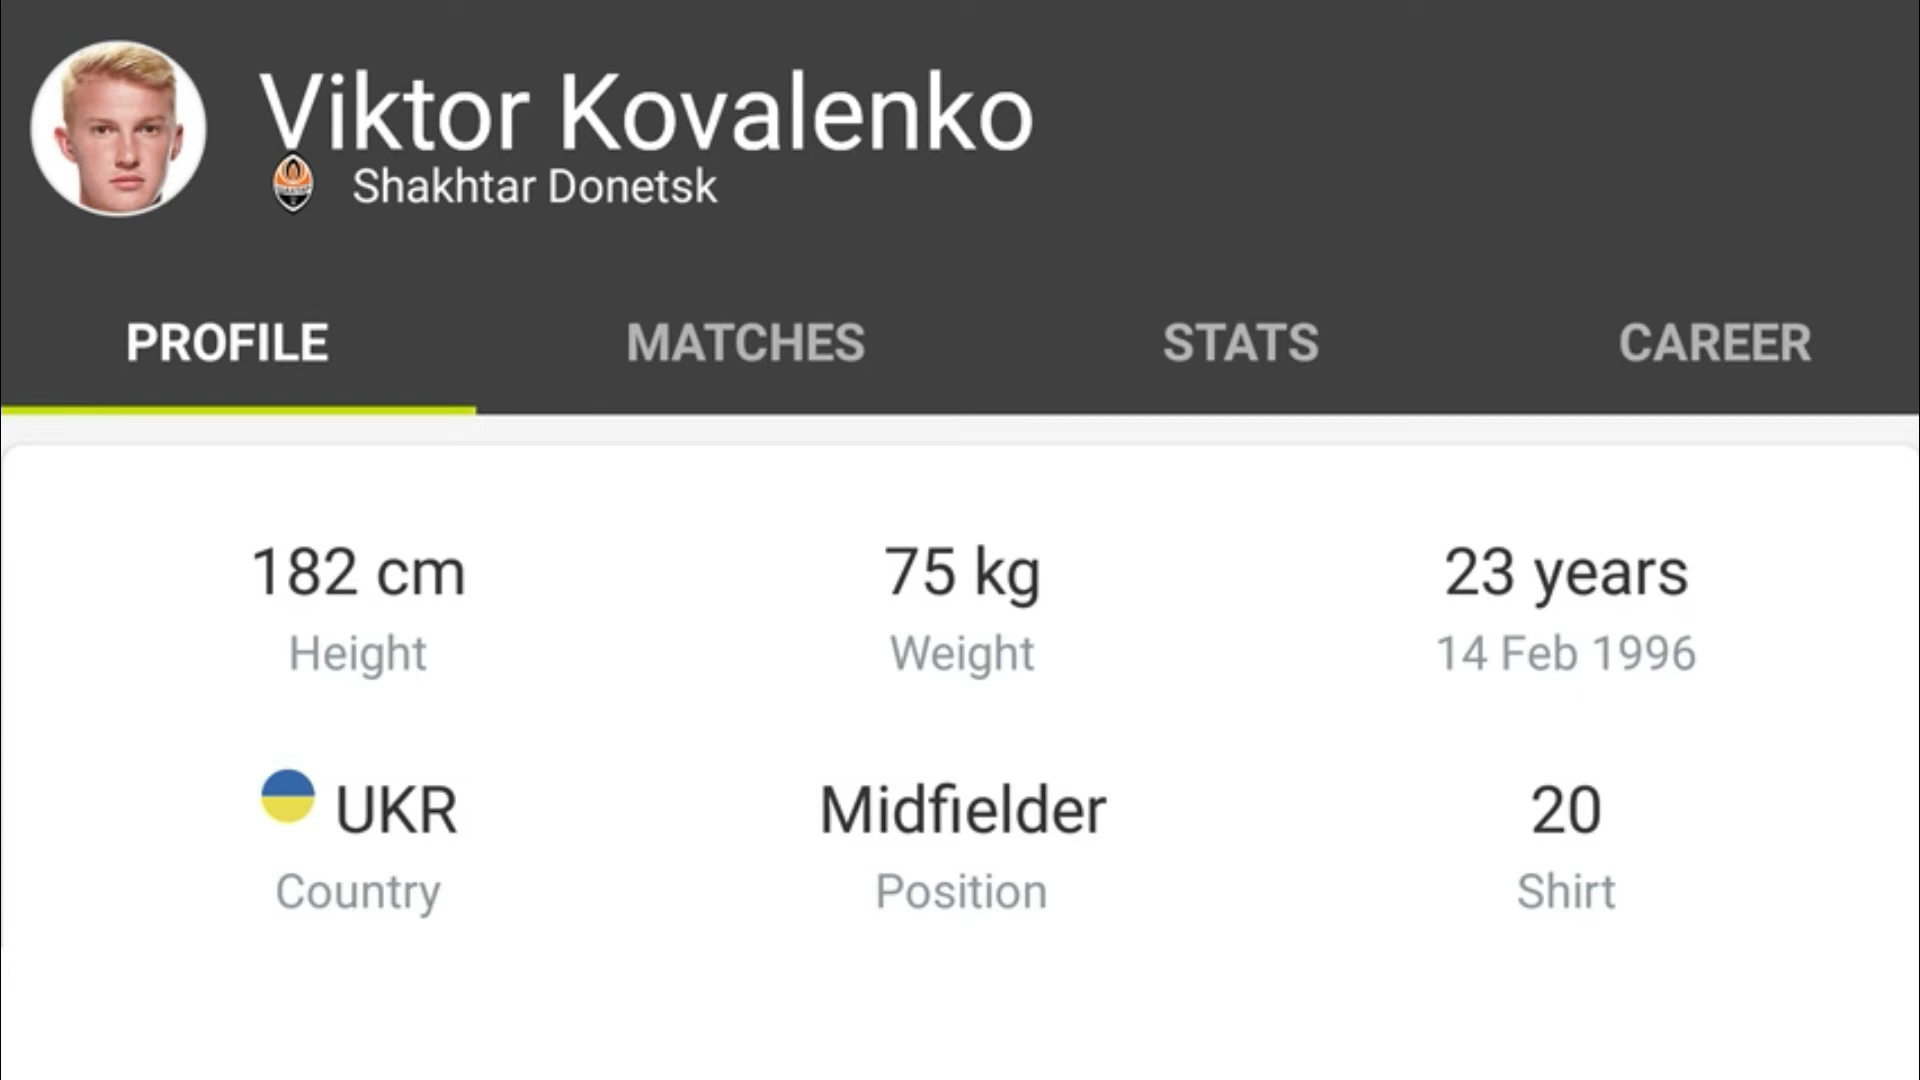 Viktor Kovalenko
Shakhtar Donetsk
PROFILE MATCHES STATS CAREER
182 cm 75 kg 23 years
Height Weight 14 Feb 1996
UKR Midfielder 20
Country Position Shirt